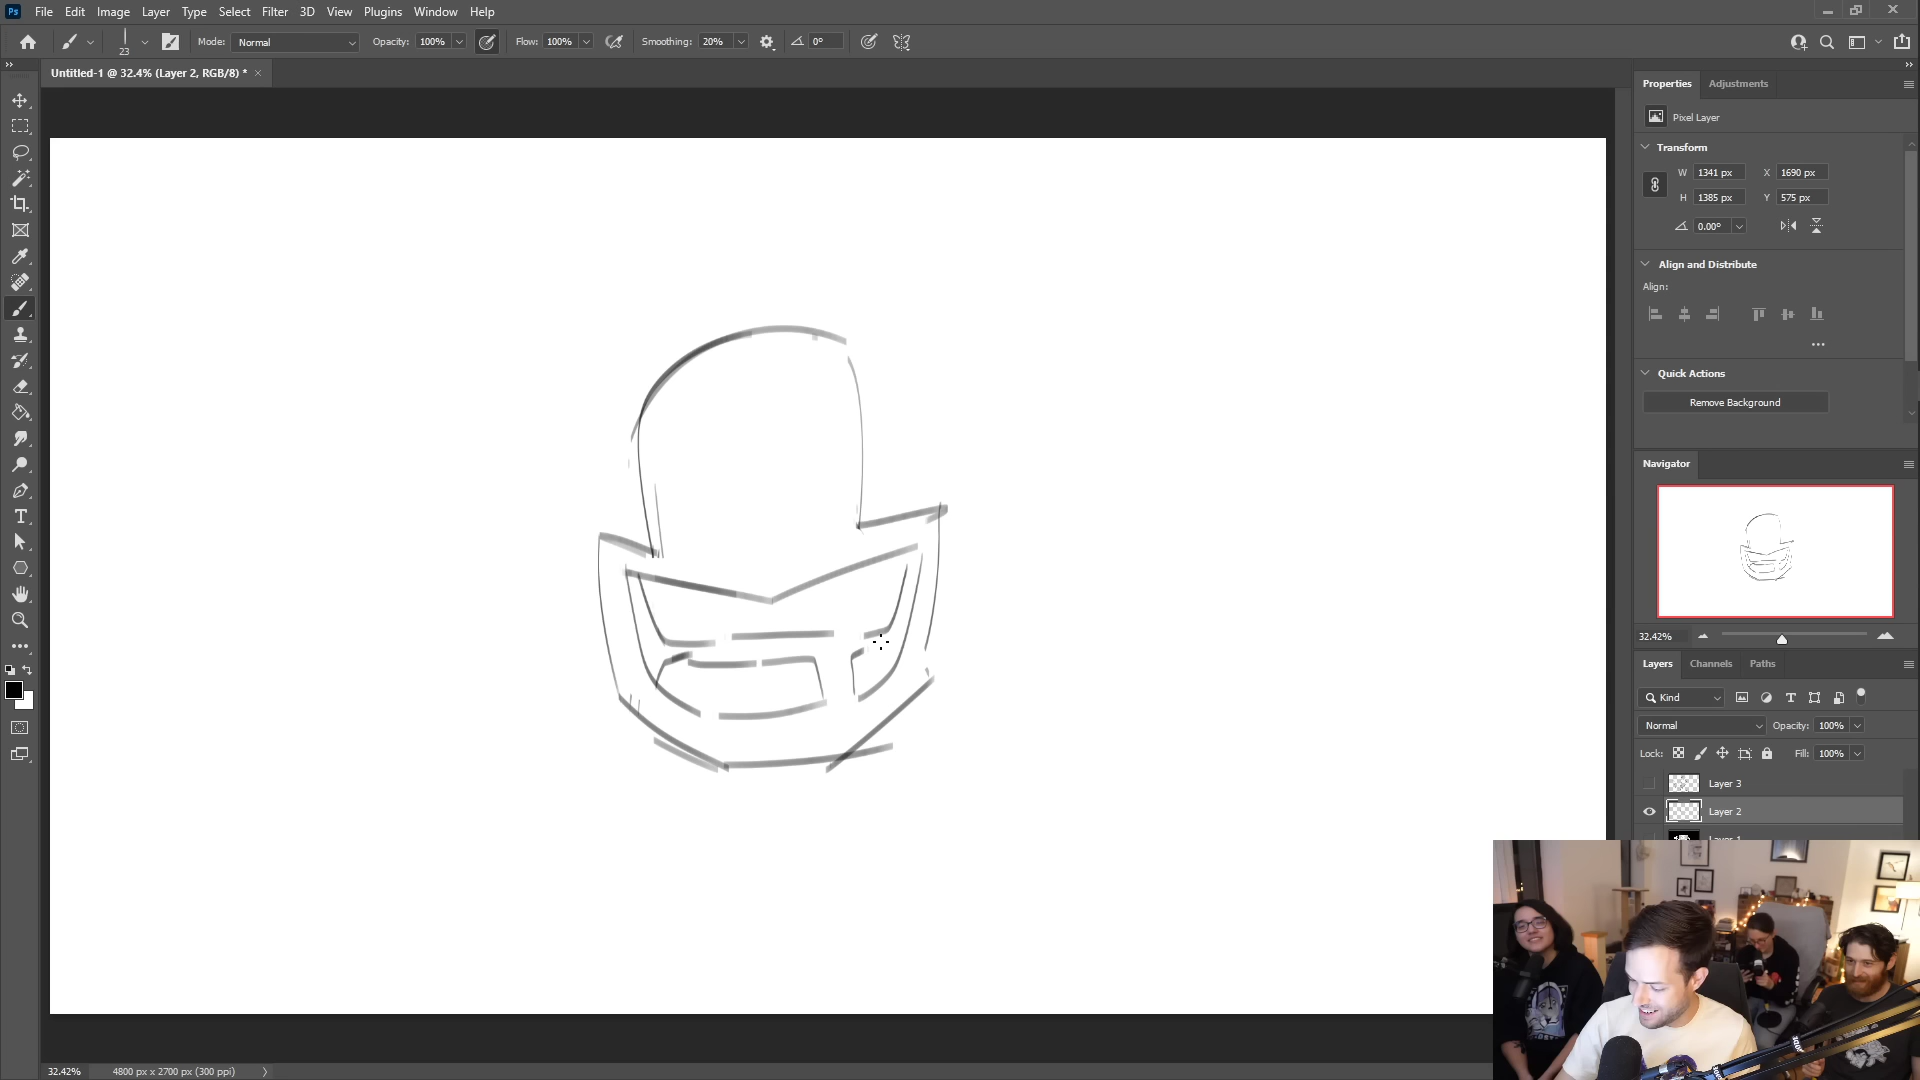 Ps File Edit Image Layer Type Select Filter 3D View Plugins Window Help
23 Mode: Normal Opacity: 100% Flow: 100% Smoothing: 20% 0°
Untitled-1 @ 32.4% (Layer 2, RGB/8) *
Properties Adjustments
Pixel Layer
Transform
W 1341 px X 1690 px
H 1385 px Y 575 px
0.00°
Align and Distribute
Align:
Quick Actions
Remove Background
Navigator
32.42%
Layers Channels Paths
Kind
Normal Opacity: 100%
Lock: Fill: 100%
Layer 3
Layer 2
Layer 1
32.42% 4800 px x 2700 px (300 ppi)